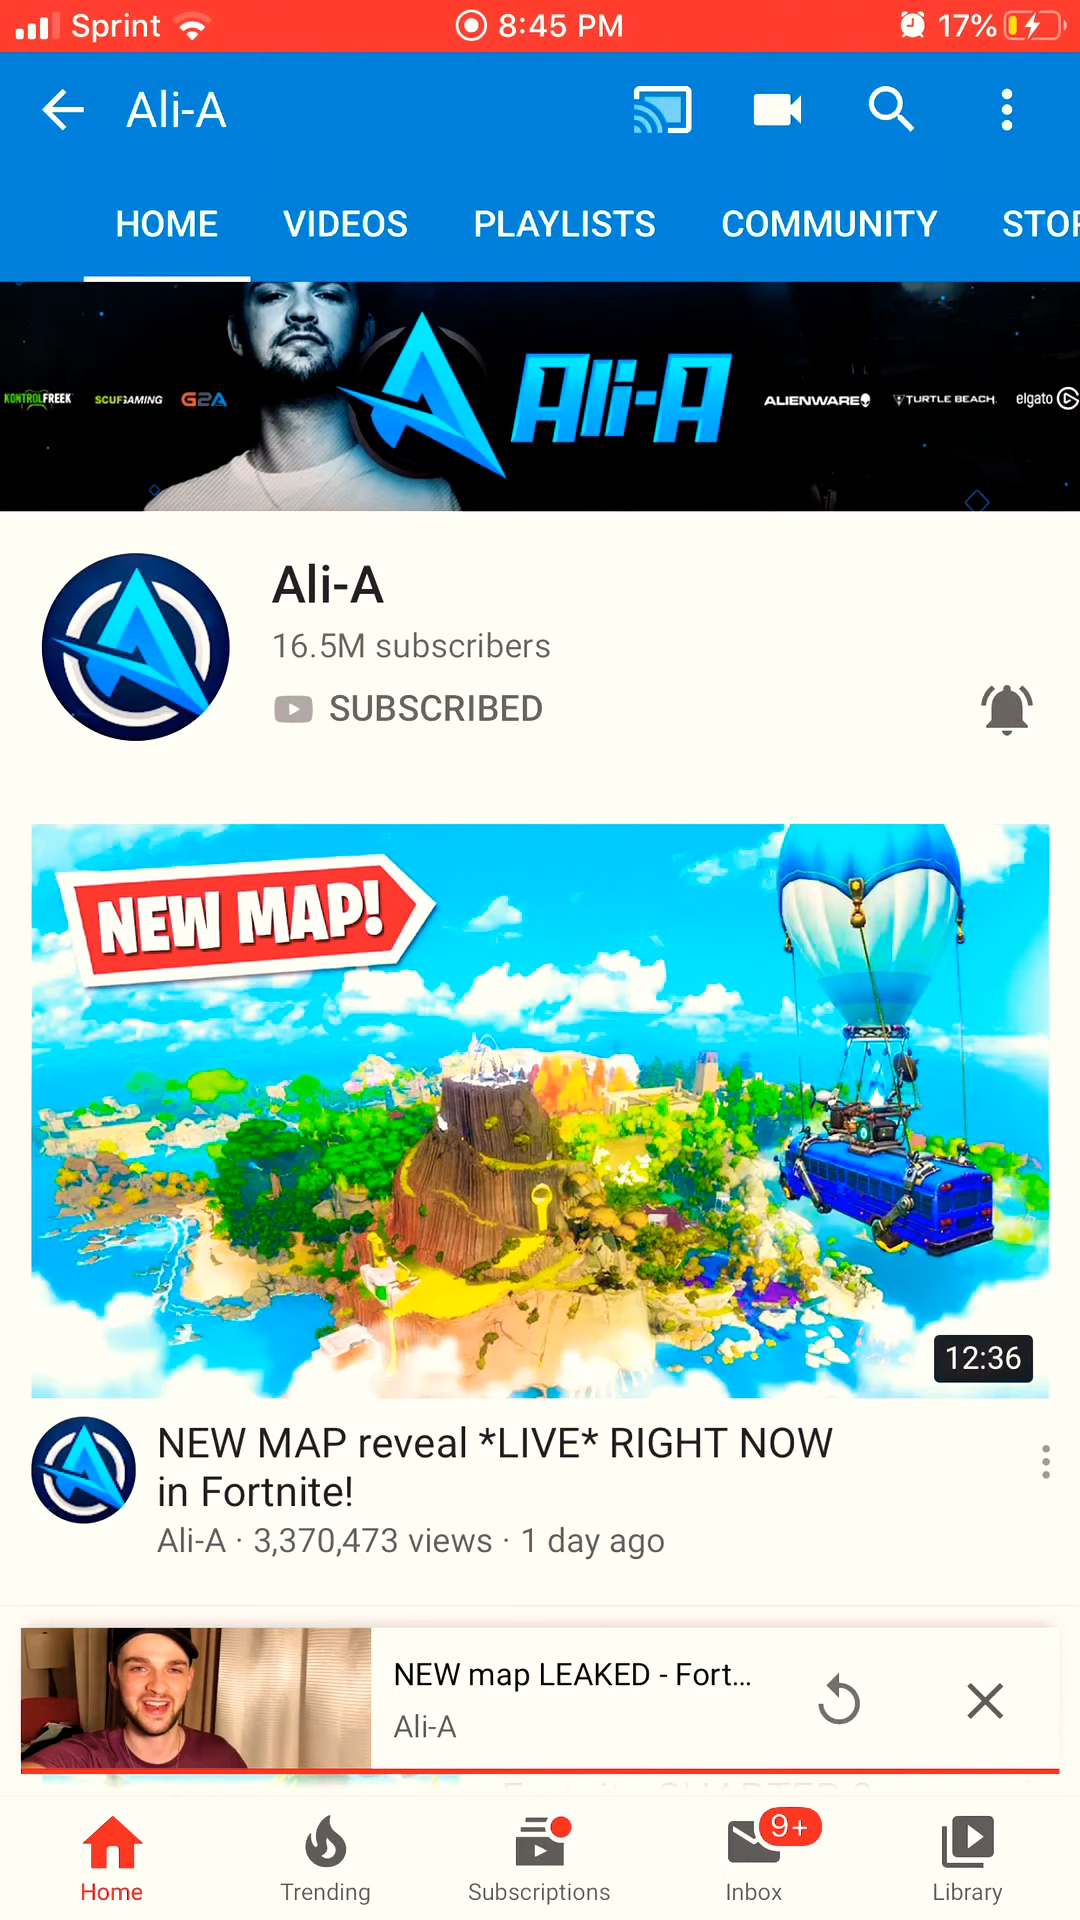 Sprint 8:45 PM 17%
Ali-A
HOME VIDEOS PLAYLISTS COMMUNITY STOR
KONTROLFREEK SCUFGAMING G2A Ali-A ALIENWARE TURTLE BEACH. elgato
Ali-A
16.5M subscribers
SUBSCRIBED
NEW MAP!
12:36
NEW MAP reveal *LIVE* RIGHT NOW
in Fortnite!
Ali-A · 3,370,473 views · 1 day ago
NEW map LEAKED - Fort...
Ali-A
9+
Home Trending Subscriptions Inbox Library